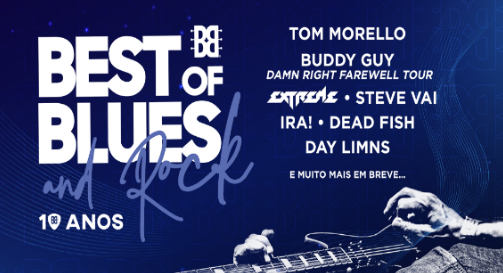 BEST
OF
BLUES
and Rock
10 ANOS
TOM MORELLO
BUDDY GUY
DAMN RIGHT FAREWELL TOUR
EXTREME • STEVE VAI
IRA! • DEAD FISH
DAY LIMNS
E MUITO MAIS EM BREVE...